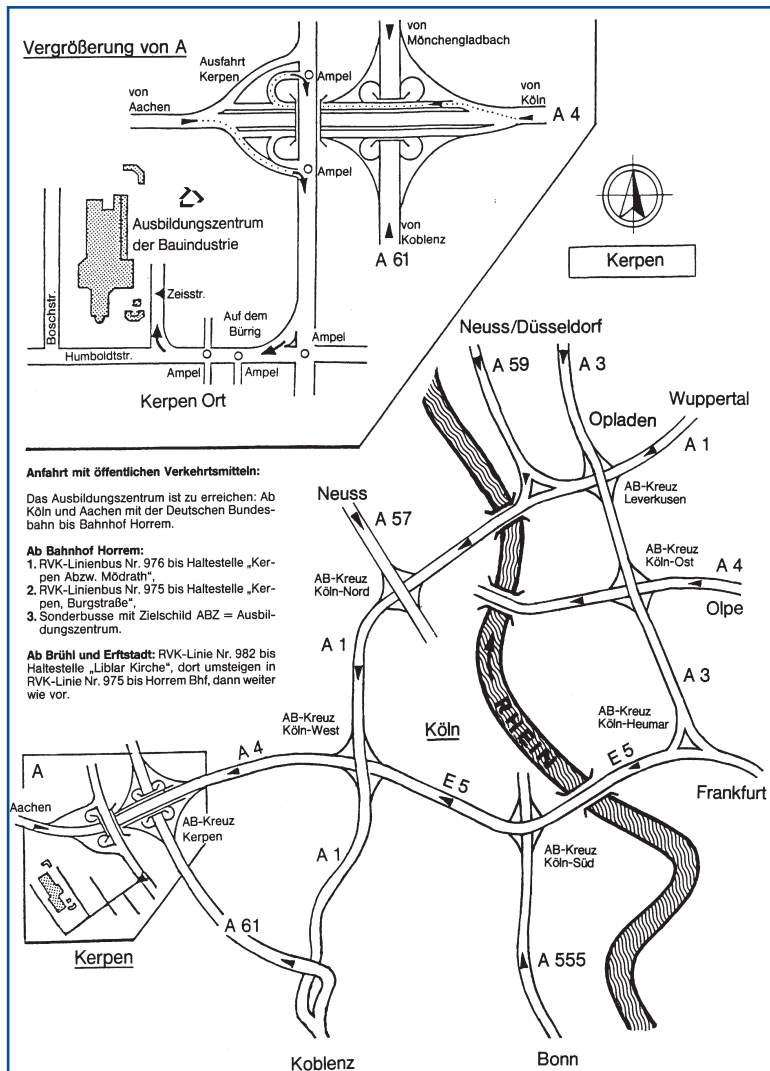 Vergrößerung von A
von
Mönchengladbach
Ausfahrt
Kerpen
Ampel
von
Aachen
von
Köln
A 4
Ampel
Ausbildungszentrum
der Bauindustrie
von
Koblenz
A 61
Kerpen
Boschstr.
Zeisstr.
Auf dem
Bürrig
Ampel
Humboldtstr.
Ampel
Ampel
Kerpen Ort
Neuss/Düsseldorf
A 59
A 3
Wuppertal
Opladen
A 1
AB-Kreuz
Leverkusen
Anfahrt mit öffentlichen Verkehrtsmitteln:
Das Ausbildungszentrum ist zu erreichen: Ab
Köln und Aachen mit der Deutschen Bundes-
bahn bis Bahnhof Horrem.
Ab Bahnhof Horrem:
1. RVK-Linienbus Nr. 976 bis Haltestelle „Ker-
pen Abzw. Mödrath“,
2. RVK-Linienbus Nr. 975 bis Haltestelle „Ker-
pen, Burgstraße“,
3. Sonderbusse mit Zielschild ABZ = Ausbil-
dungszentrum.
Ab Brühl und Erftstadt: RVK-Linie Nr. 982 bis
Haltestelle „Liblar Kirche“, dort umsteigen in
RVK-Linie Nr. 975 bis Horrem Bhf, dann weiter
wie vor.
Neuss
A 57
AB-Kreuz
Köln-Nord
AB-Kreuz
Köln-Ost
A 4
Olpe
A 1
A 3
AB-Kreuz
Köln-West
Köln
RHEIN
AB-Kreuz
Köln-Heumar
A 4
E 5
E 5
Frankfurt
A
Aachen
AB-Kreuz
Kerpen
AB-Kreuz
Köln-Süd
A 1
A 61
Kerpen
A 555
Koblenz
Bonn